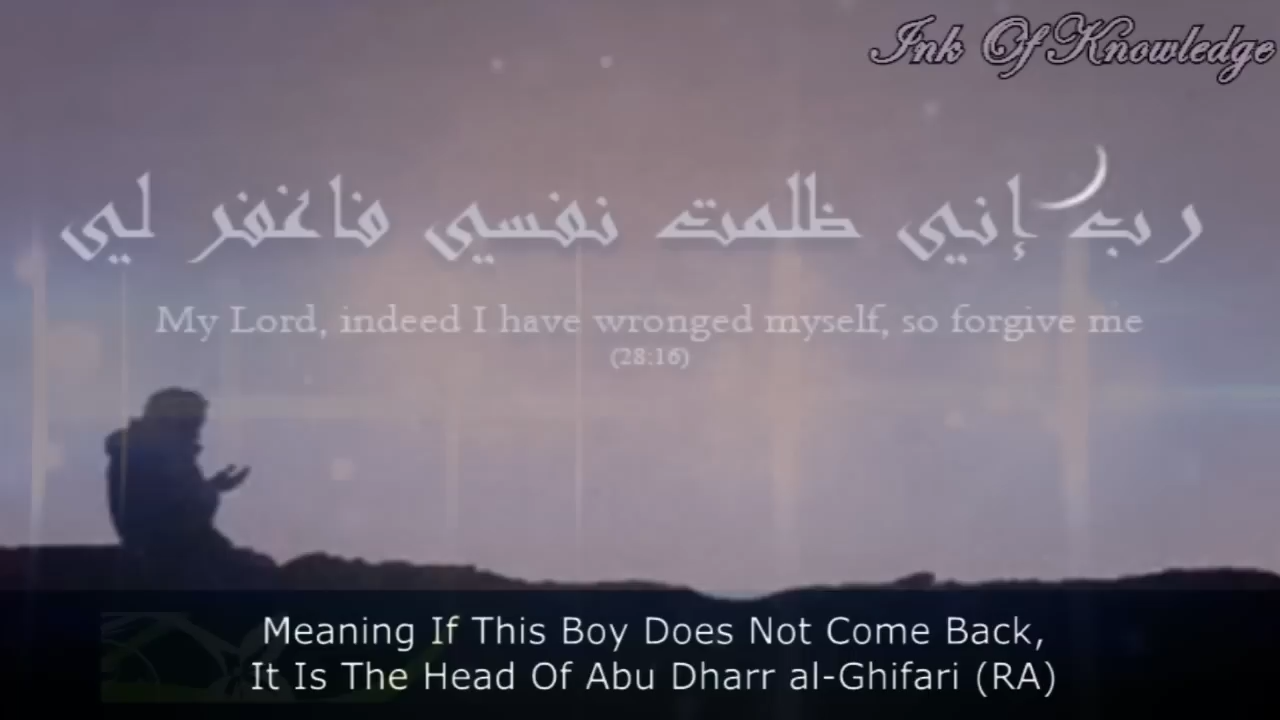 Ink Of Knowledge
رب إني ظلمت نفسي فاغفر لي
My Lord, indeed I have wronged myself, so forgive me
(28:16)
Meaning If This Boy Does Not Come Back,
It Is The Head Of Abu Dharr al-Ghifari (RA)